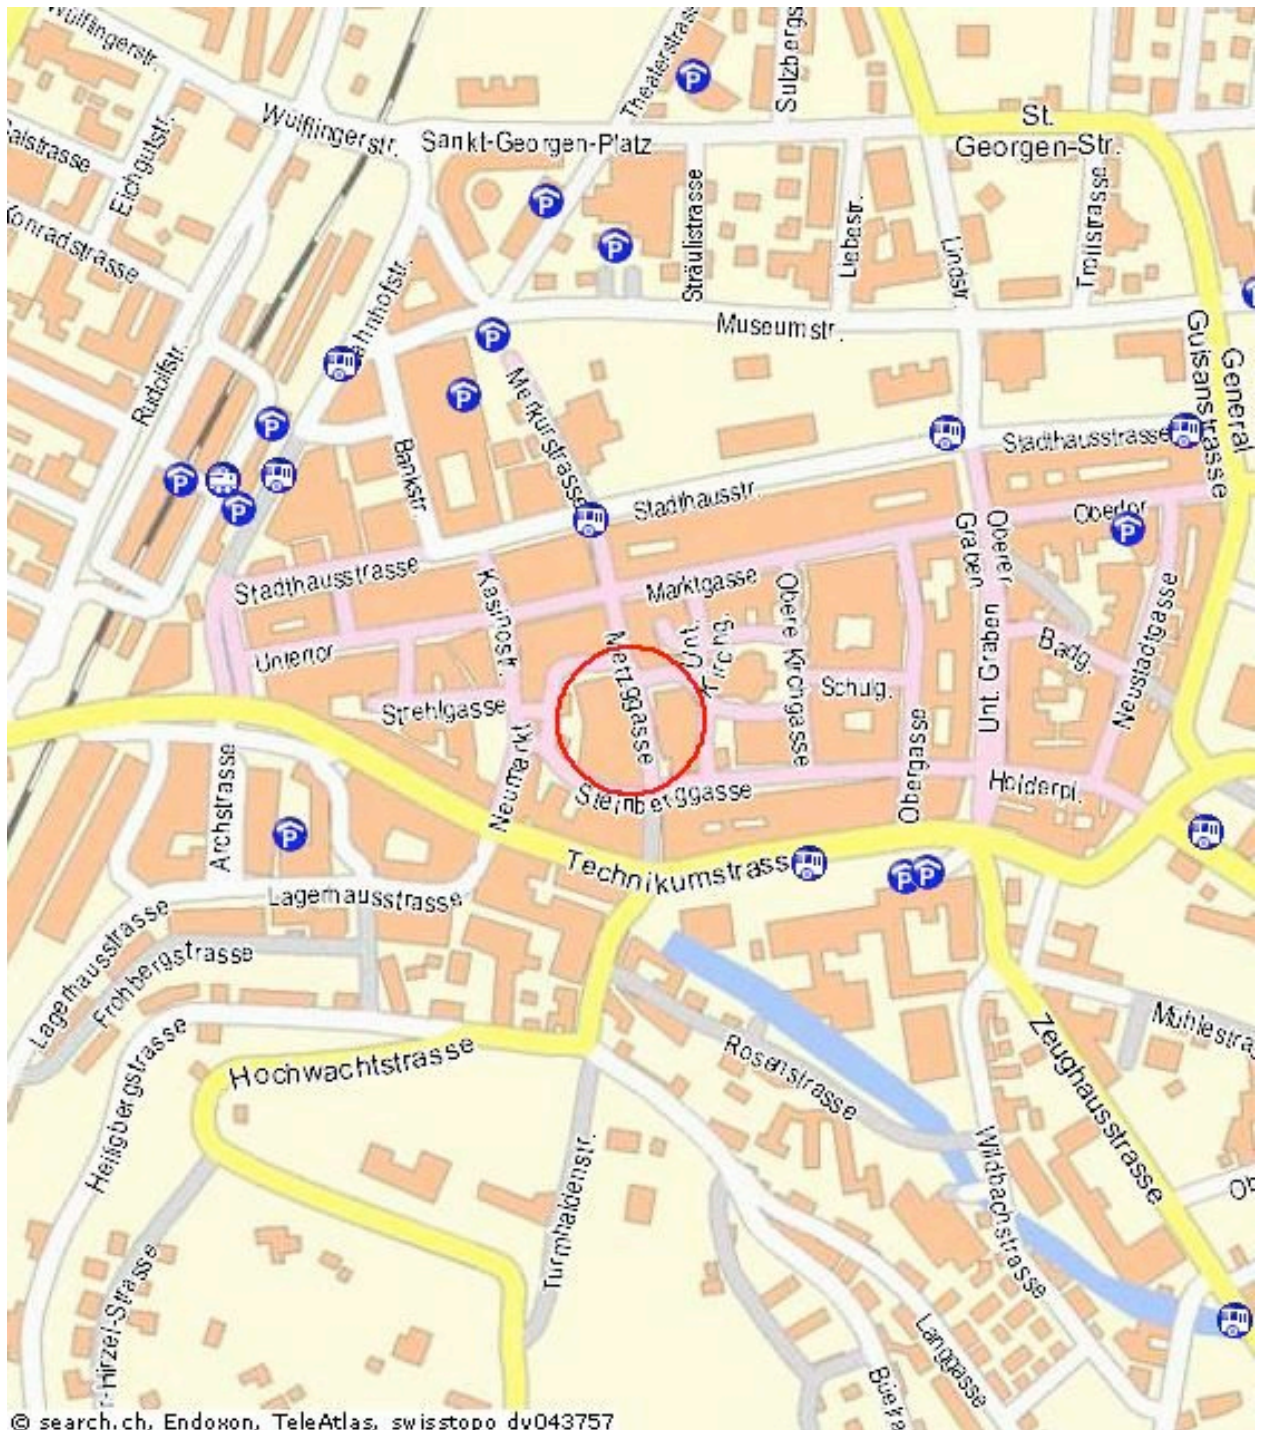 Wülflingerstr.
Theaterstrasse
Sulzbergs
Wülflingerstr.
Sankt-Georgen-Platz
St.
Georgen-Str.
Eichgutstr.
Konradstrasse
Sträulistrasse
Liebestr.
Lindstr.
Trollstrasse
Bahnhofstr.
Museumstr.
General
Guisanstrasse
Rudolfstr.
Merkurstrasse
Bankstr.
Stadthausstrasse
Stadthausstr.
Obertor
Oberer
Graben
Stadthausstrasse
Kasinostr.
Marktgasse
Obere Kirchgasse
Unt.
Kirchg.
Untertor
Metzggasse
Unt. Graben
Badg.
Neustadtgasse
Schulg.
Strehlgasse
Neumarkt
Steinberggasse
Obergasse
Holderpl.
Archstrasse
Technikumstrass
Lagerhausstrasse
Lagerhausstrasse
Frohbergstrasse
Heiligbergstrasse
Hochwachtstrasse
Rosenstrasse
Zeughausstrasse
Mühlestra
Turmhaldenstr.
Wildbachstrasse
r-Hirzel-Strasse
Langgasse
© search.ch, Endoxon, TeleAtlas, swisstopo dv043757